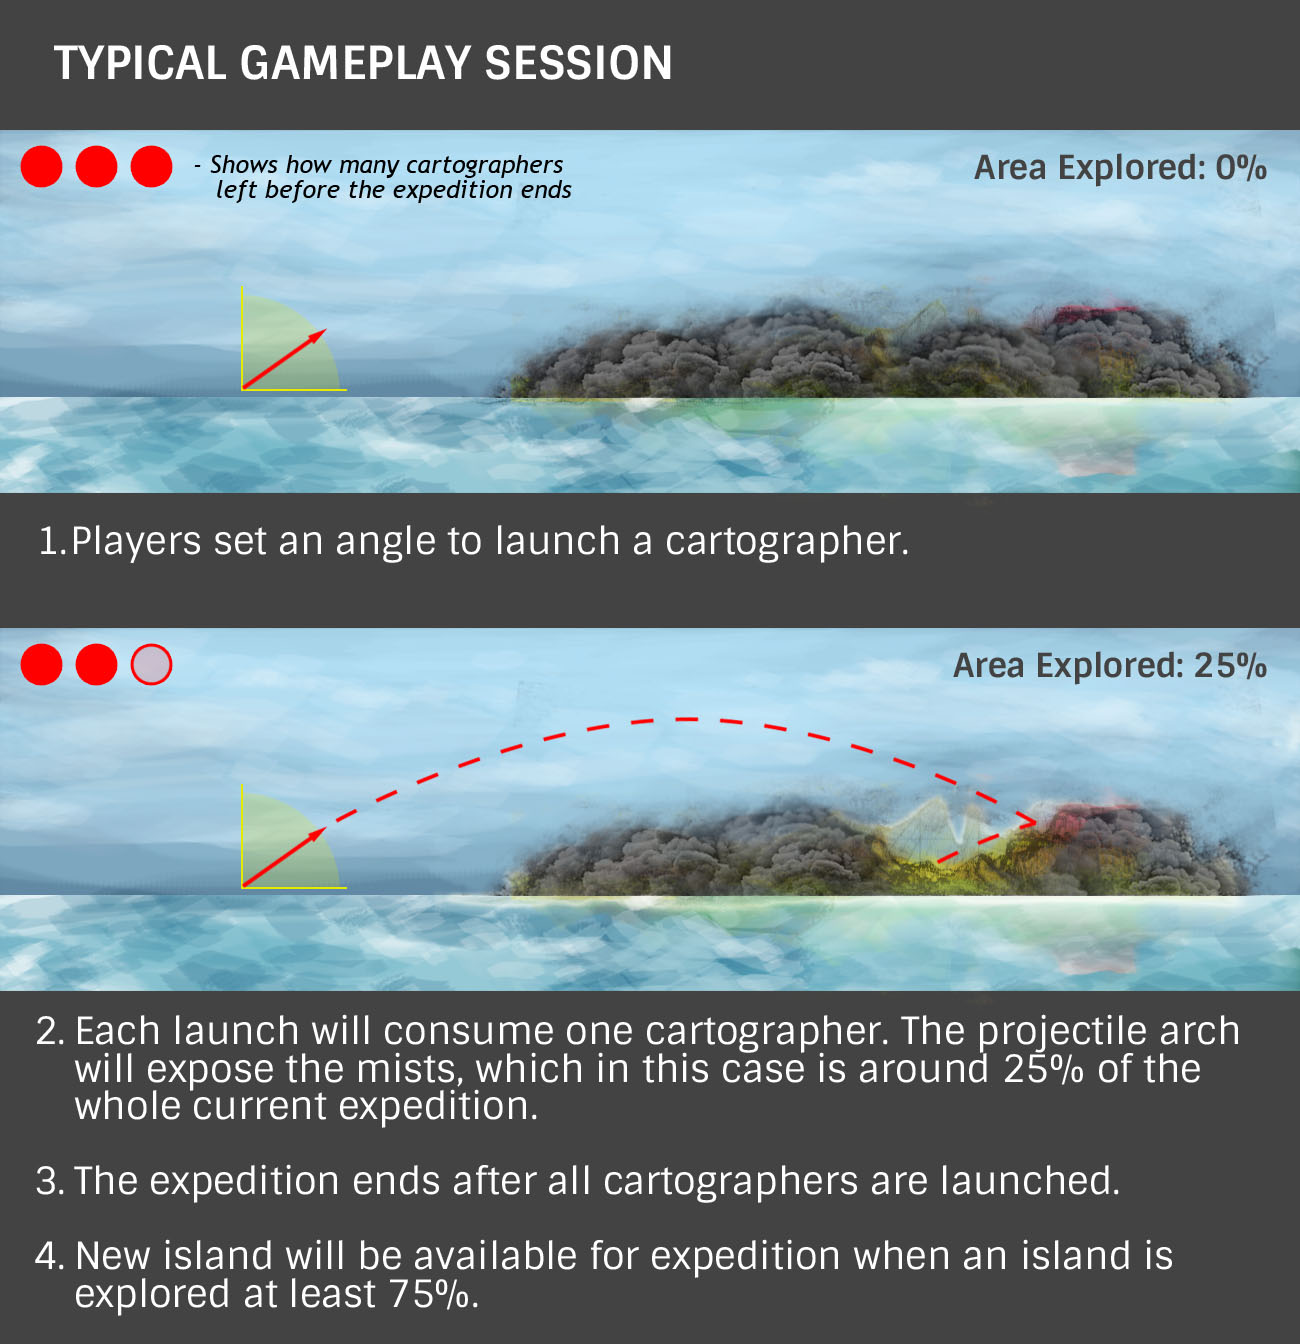 TYPICAL GAMEPLAY SESSION
- Shows how many cartographers
left before the expedition ends
Area Explored: 0%
1.Players set an angle to launch a cartographer.
Area Explored: 25%
2. Each launch will consume one cartographer. The projectile arch
will expose the mists, which in this case is around 25% of the
whole current expedition.
3. The expedition ends after all cartographers are launched.
4. New island will be available for expedition when an island is
explored at least 75%.